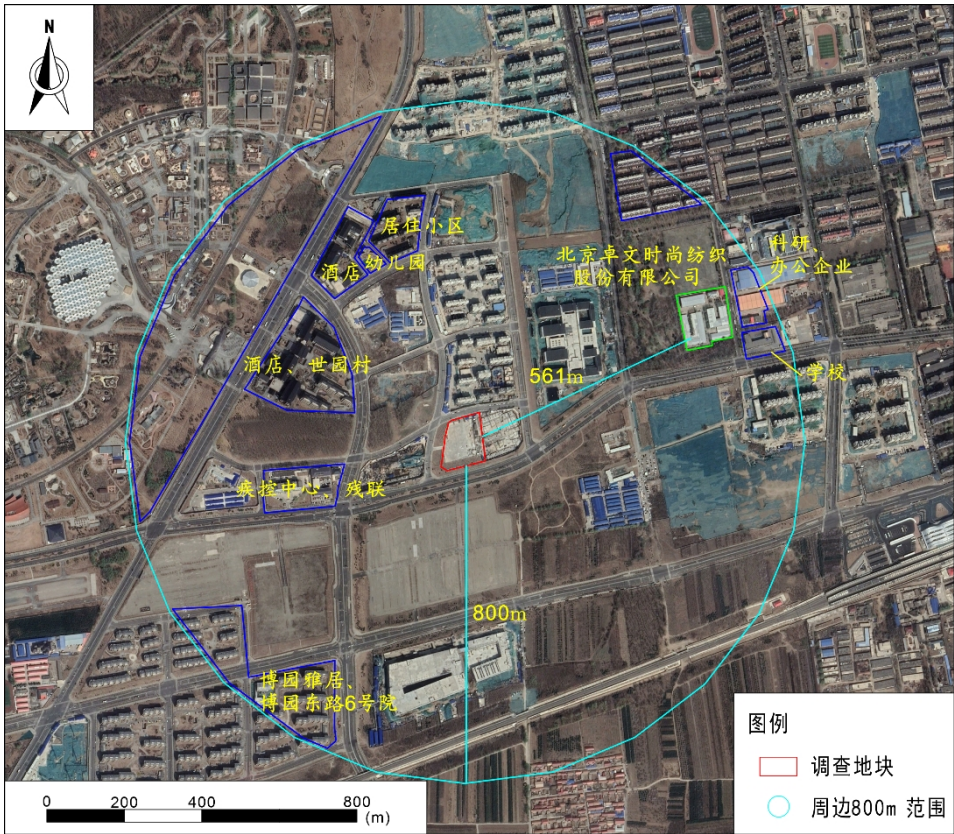 N
居住小区
酒店
幼儿园
北京卓文时尚纺织
股份有限公司
科研、
办公企业
酒店、世园村
561m
学校
疾控中心、残联
800m
博园雅居、
博园东路6号院
图例
调查地块
周边800m 范围
0 200 400 800
(m)